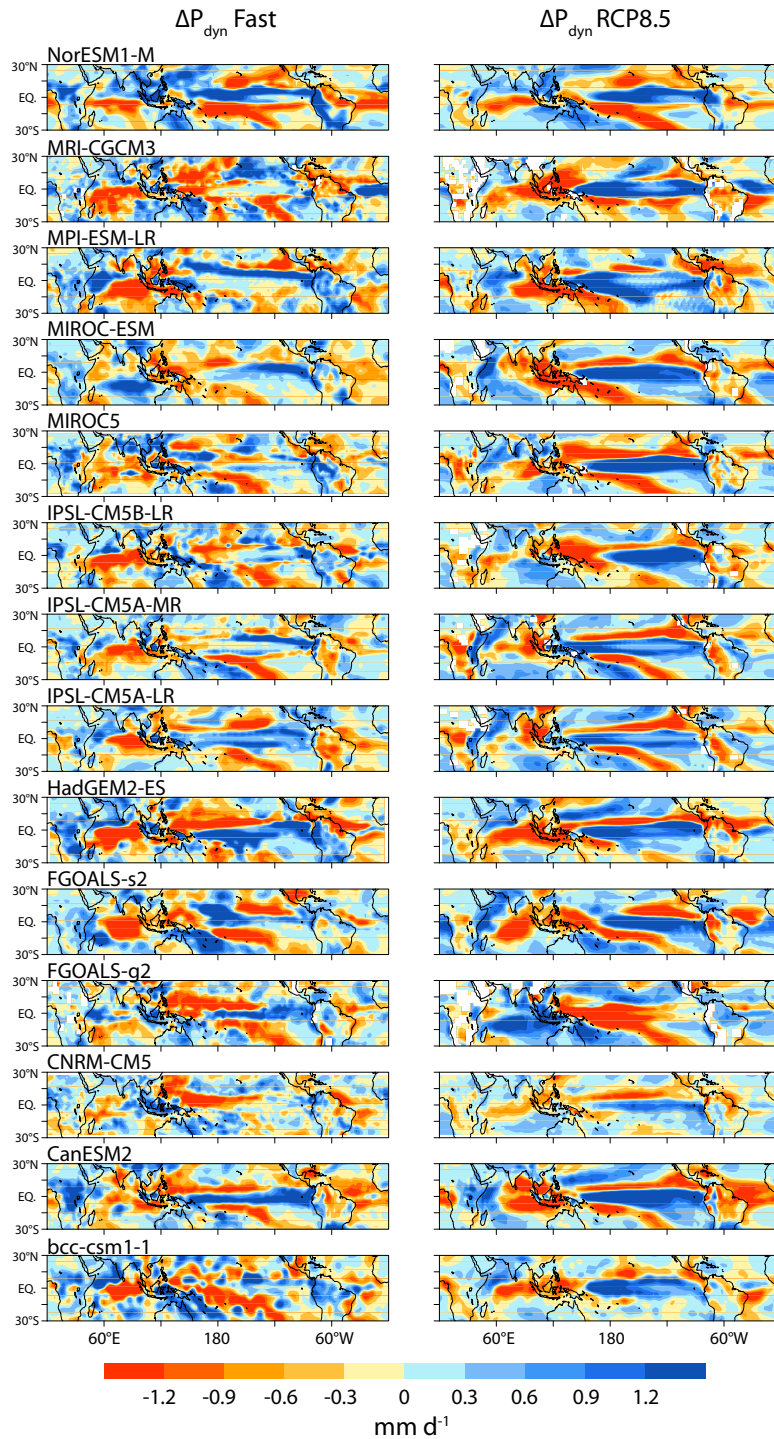 ΔPdyn Fast ΔPdyn RCP8.5
NorESM1-M
30°N
EQ.
30°S
MRI-CGCM3
30°N
EQ.
30°S
MPI-ESM-LR
30°N
EQ.
30°S
MIROC-ESM
30°N
EQ.
30°S
MIROC5
30°N
EQ.
30°S
IPSL-CM5B-LR
30°N
EQ.
30°S
IPSL-CM5A-MR
30°N
EQ.
30°S
IPSL-CM5A-LR
30°N
EQ.
30°S
HadGEM2-ES
30°N
EQ.
30°S
FGOALS-s2
30°N
EQ.
30°S
FGOALS-g2
30°N
EQ.
30°S
CNRM-CM5
30°N
EQ.
30°S
CanESM2
30°N
EQ.
30°S
bcc-csm1-1
30°N
EQ.
30°S
60°E 180 60°W 60°E 180 60°W
-1.2 -0.9 -0.6 -0.3 0 0.3 0.6 0.9 1.2
mm d-1